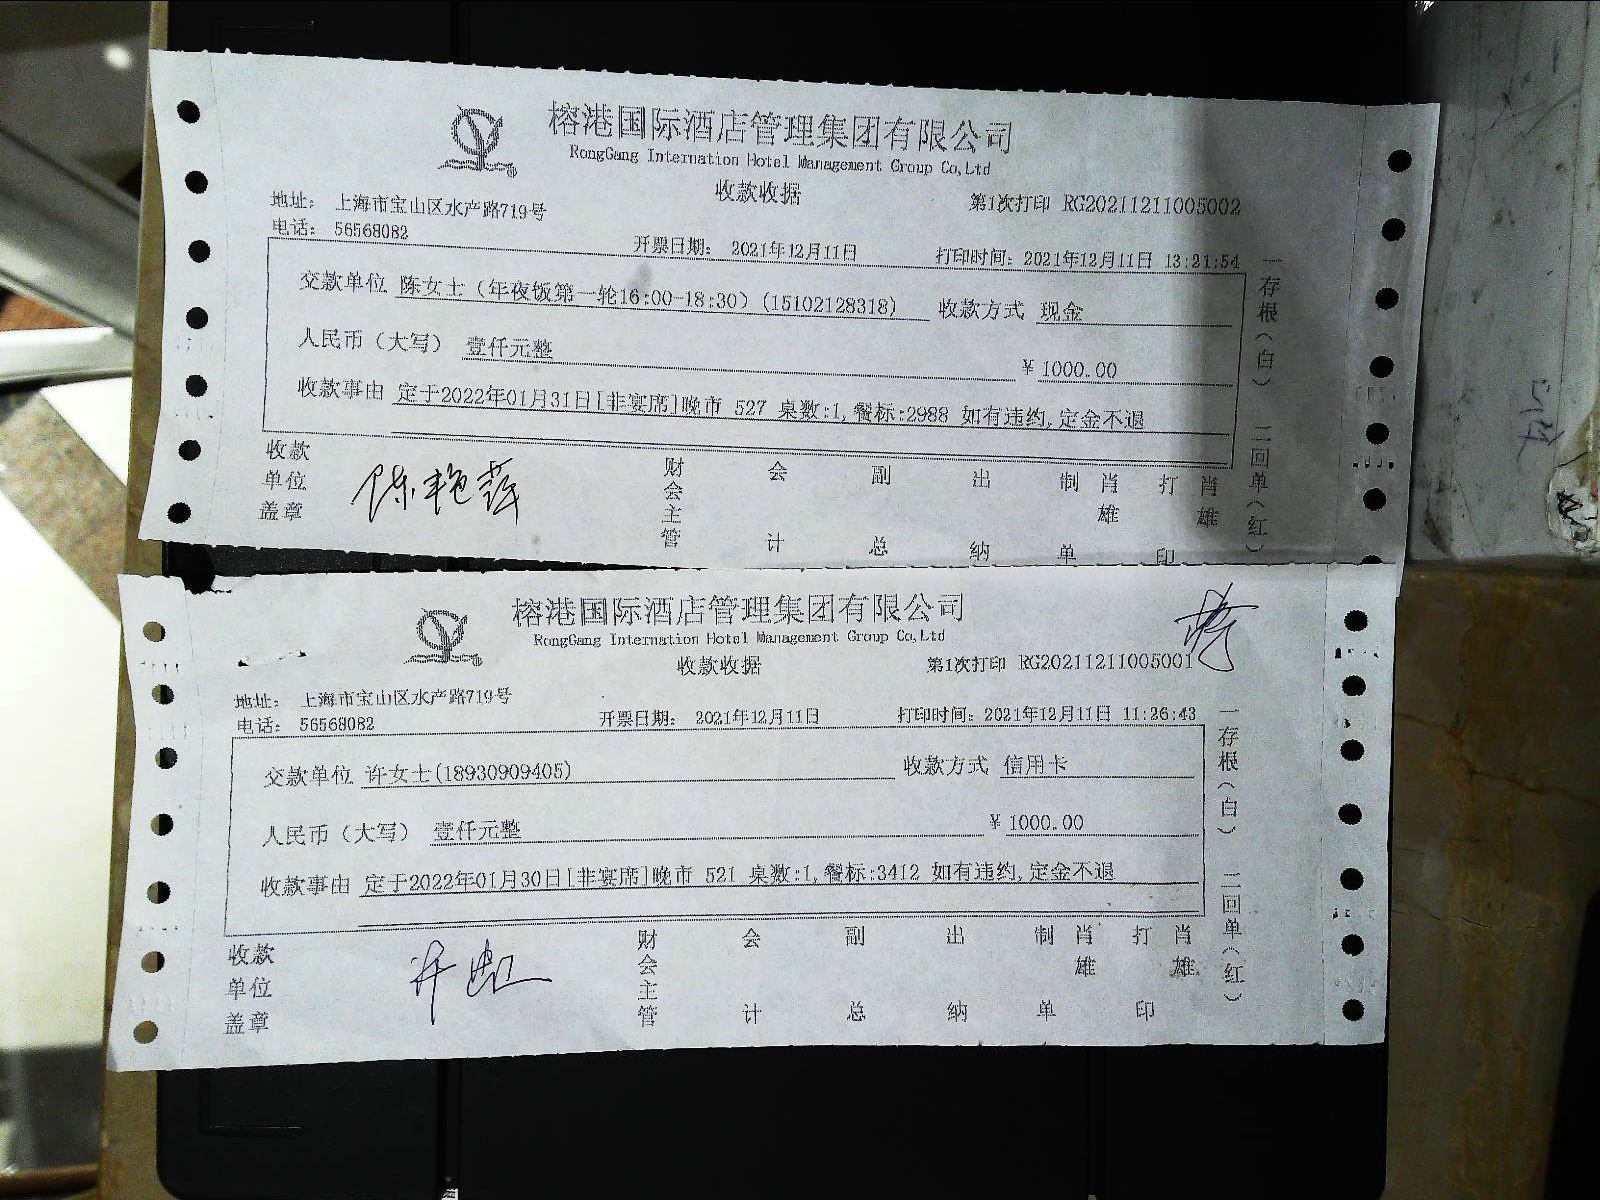 榕港国际酒店管理集团有限公司
RongGang Internation Hotel Management Group Co,Ltd
收款收据
第1次打印 RG20211211005002
地址： 上海市宝山区水产路719号
电话： 56568082
开票日期： 2021年12月11日
打印时间：2021年12月11日 13:21:54
交款单位 陈女士（年夜饭第一轮16:00-18:30）(15102128318)
收款方式 现金
人民币（大写） 壹仟元整
￥1000.00
收款事由 定于2022年01月31日[非宴席]晚市 527 桌数:1,餐标:2988 如有违约,定金不退
一存根（白） 二回单（红）
收款单位盖章
陈艳萍
财会主管 会计 副总 出纳 制单 肖雄 打印 肖雄
榕港国际酒店管理集团有限公司
RongGang Internation Hotel Management Group Co,Ltd
收款收据
第1次打印 RG20211211005001
地址： 上海市宝山区水产路719号
电话： 56568082
开票日期： 2021年12月11日
打印时间：2021年12月11日 11:26:43
交款单位 许女士(18930909405)
收款方式 信用卡
人民币（大写） 壹仟元整
￥1000.00
收款事由 定于2022年01月30日[非宴席]晚市 521 桌数:1,餐标:3412 如有违约,定金不退
一存根（白） 二回单（红）
收款单位盖章
财会主管 会计 副总 出纳 制单 肖雄 打印 肖雄